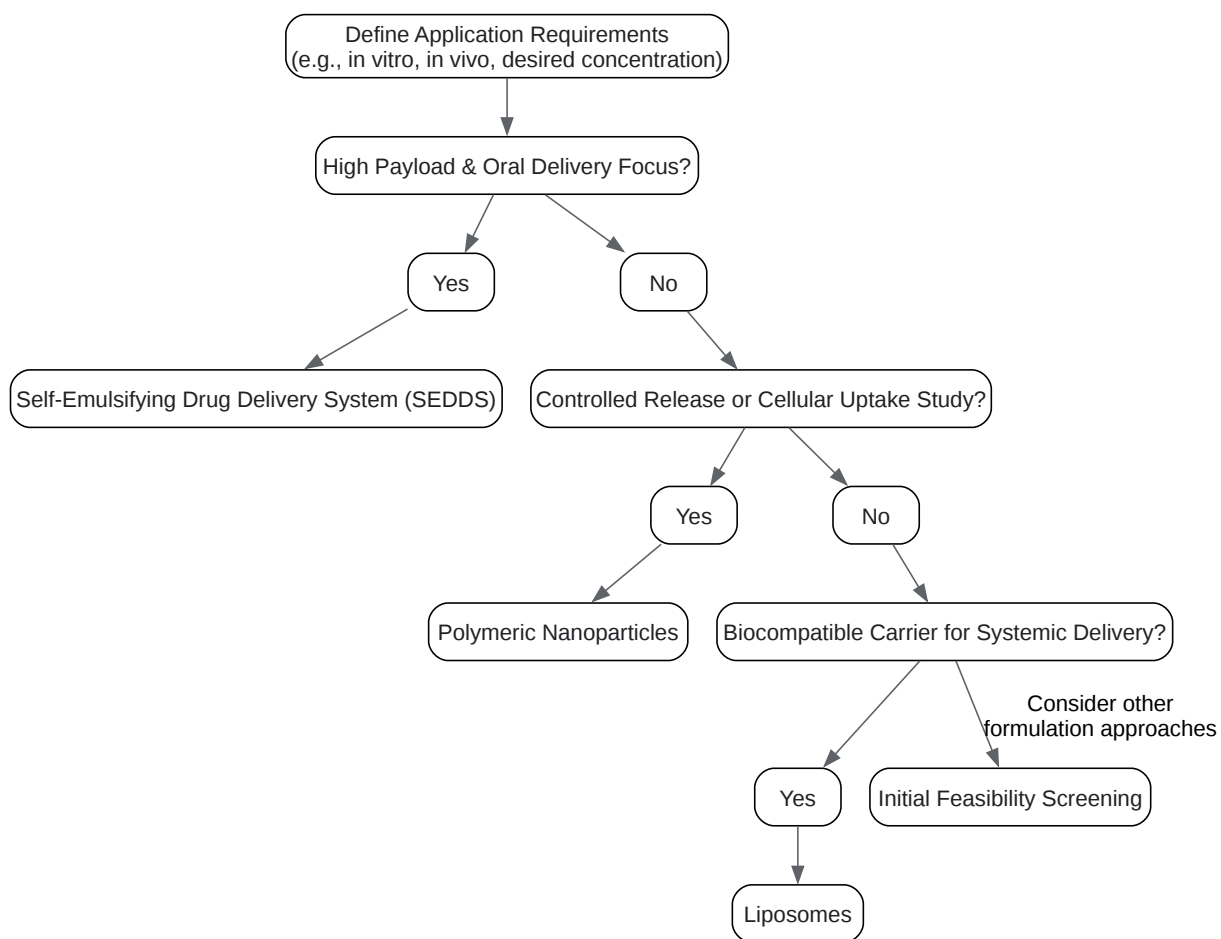 Define Application Requirements
(e.g., in vitro, in vivo, desired concentration)
High Payload & Oral Delivery Focus?
Yes
No
Self-Emulsifying Drug Delivery System (SEDDS)
Controlled Release or Cellular Uptake Study?
Yes
No
Polymeric Nanoparticles
Biocompatible Carrier for Systemic Delivery?
Consider other
formulation approaches
Yes
Initial Feasibility Screening
Liposomes